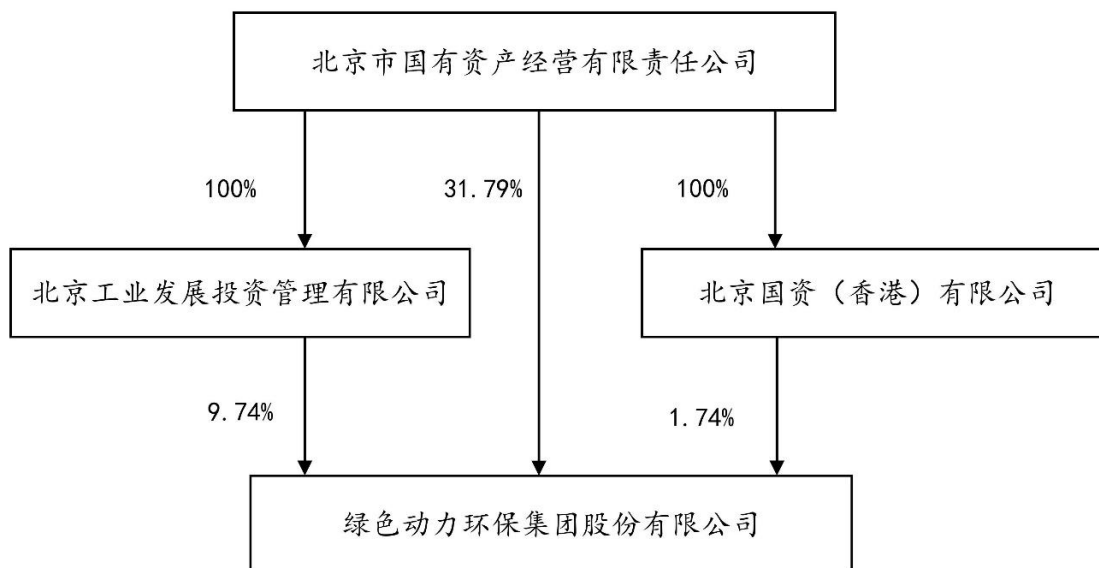 北京市国有资产经营有限责任公司
100%
31.79%
100%
北京工业发展投资管理有限公司
北京国资（香港）有限公司
9.74%
1.74%
绿色动力环保集团股份有限公司